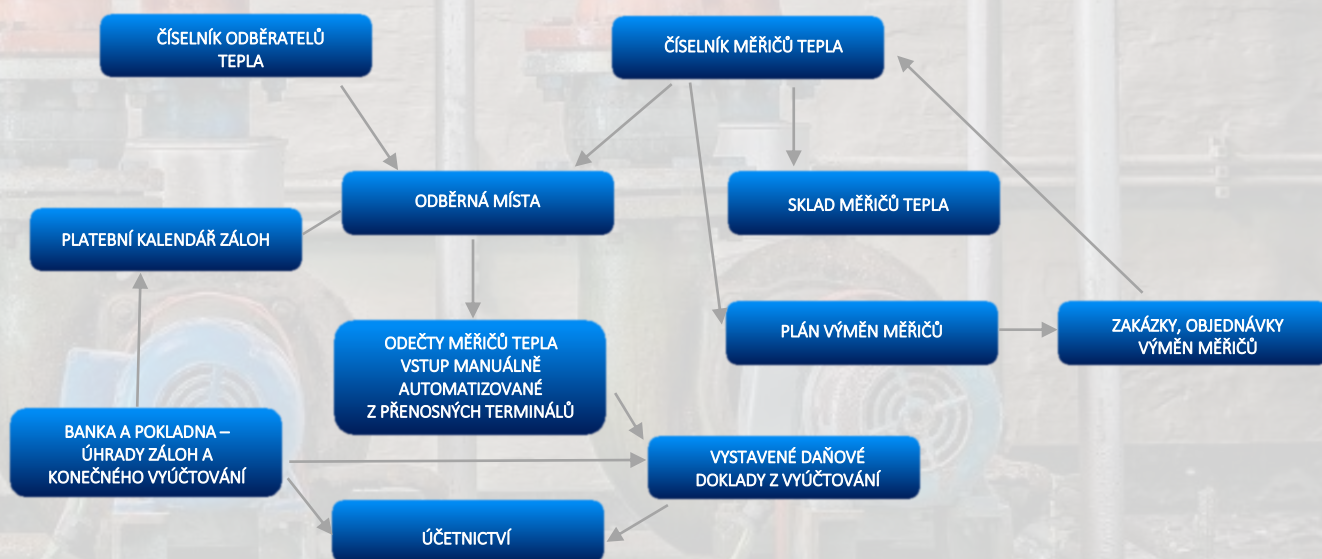 ČÍSELNÍK ODBĚRATELŮ
TEPLA
ČÍSELNÍK MĚŘIČŮ TEPLA
ODBĚRNÁ MÍSTA
SKLAD MĚŘIČŮ TEPLA
PLATEBNÍ KALENDÁŘ ZÁLOH
PLÁN VÝMĚN MĚŘIČŮ
ZAKÁZKY, OBJEDNÁVKY
VÝMĚN MĚŘIČŮ
ODEČTY MĚŘIČŮ TEPLA
VSTUP MANUÁLNĚ
AUTOMATIZOVANÉ
Z PŘENOSNÝCH TERMINÁLŮ
BANKA A POKLADNA –
ÚHRADY ZÁLOH A
KONEČNÉHO VYÚČTOVÁNÍ
VYSTAVENÉ DAŇOVÉ
DOKLADY Z VYÚČTOVÁNÍ
ÚČETNICTVÍ